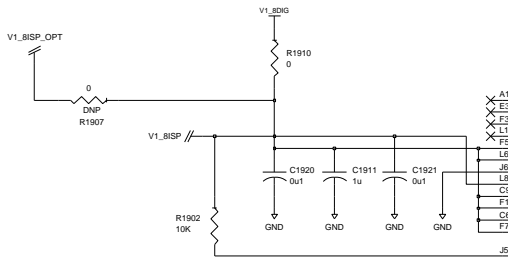 V1_8DIG
V1_8ISP_OPT
R1910
0
0
DNP
R1907
V1_8ISP
C1920
0u1
C1911
1u
C1921
0u1
R1902
10K
GND
GND
GND
GND
A1
E3
F3
L1
F5
L6
J6
L8
C9
F1
C6
F7
J5